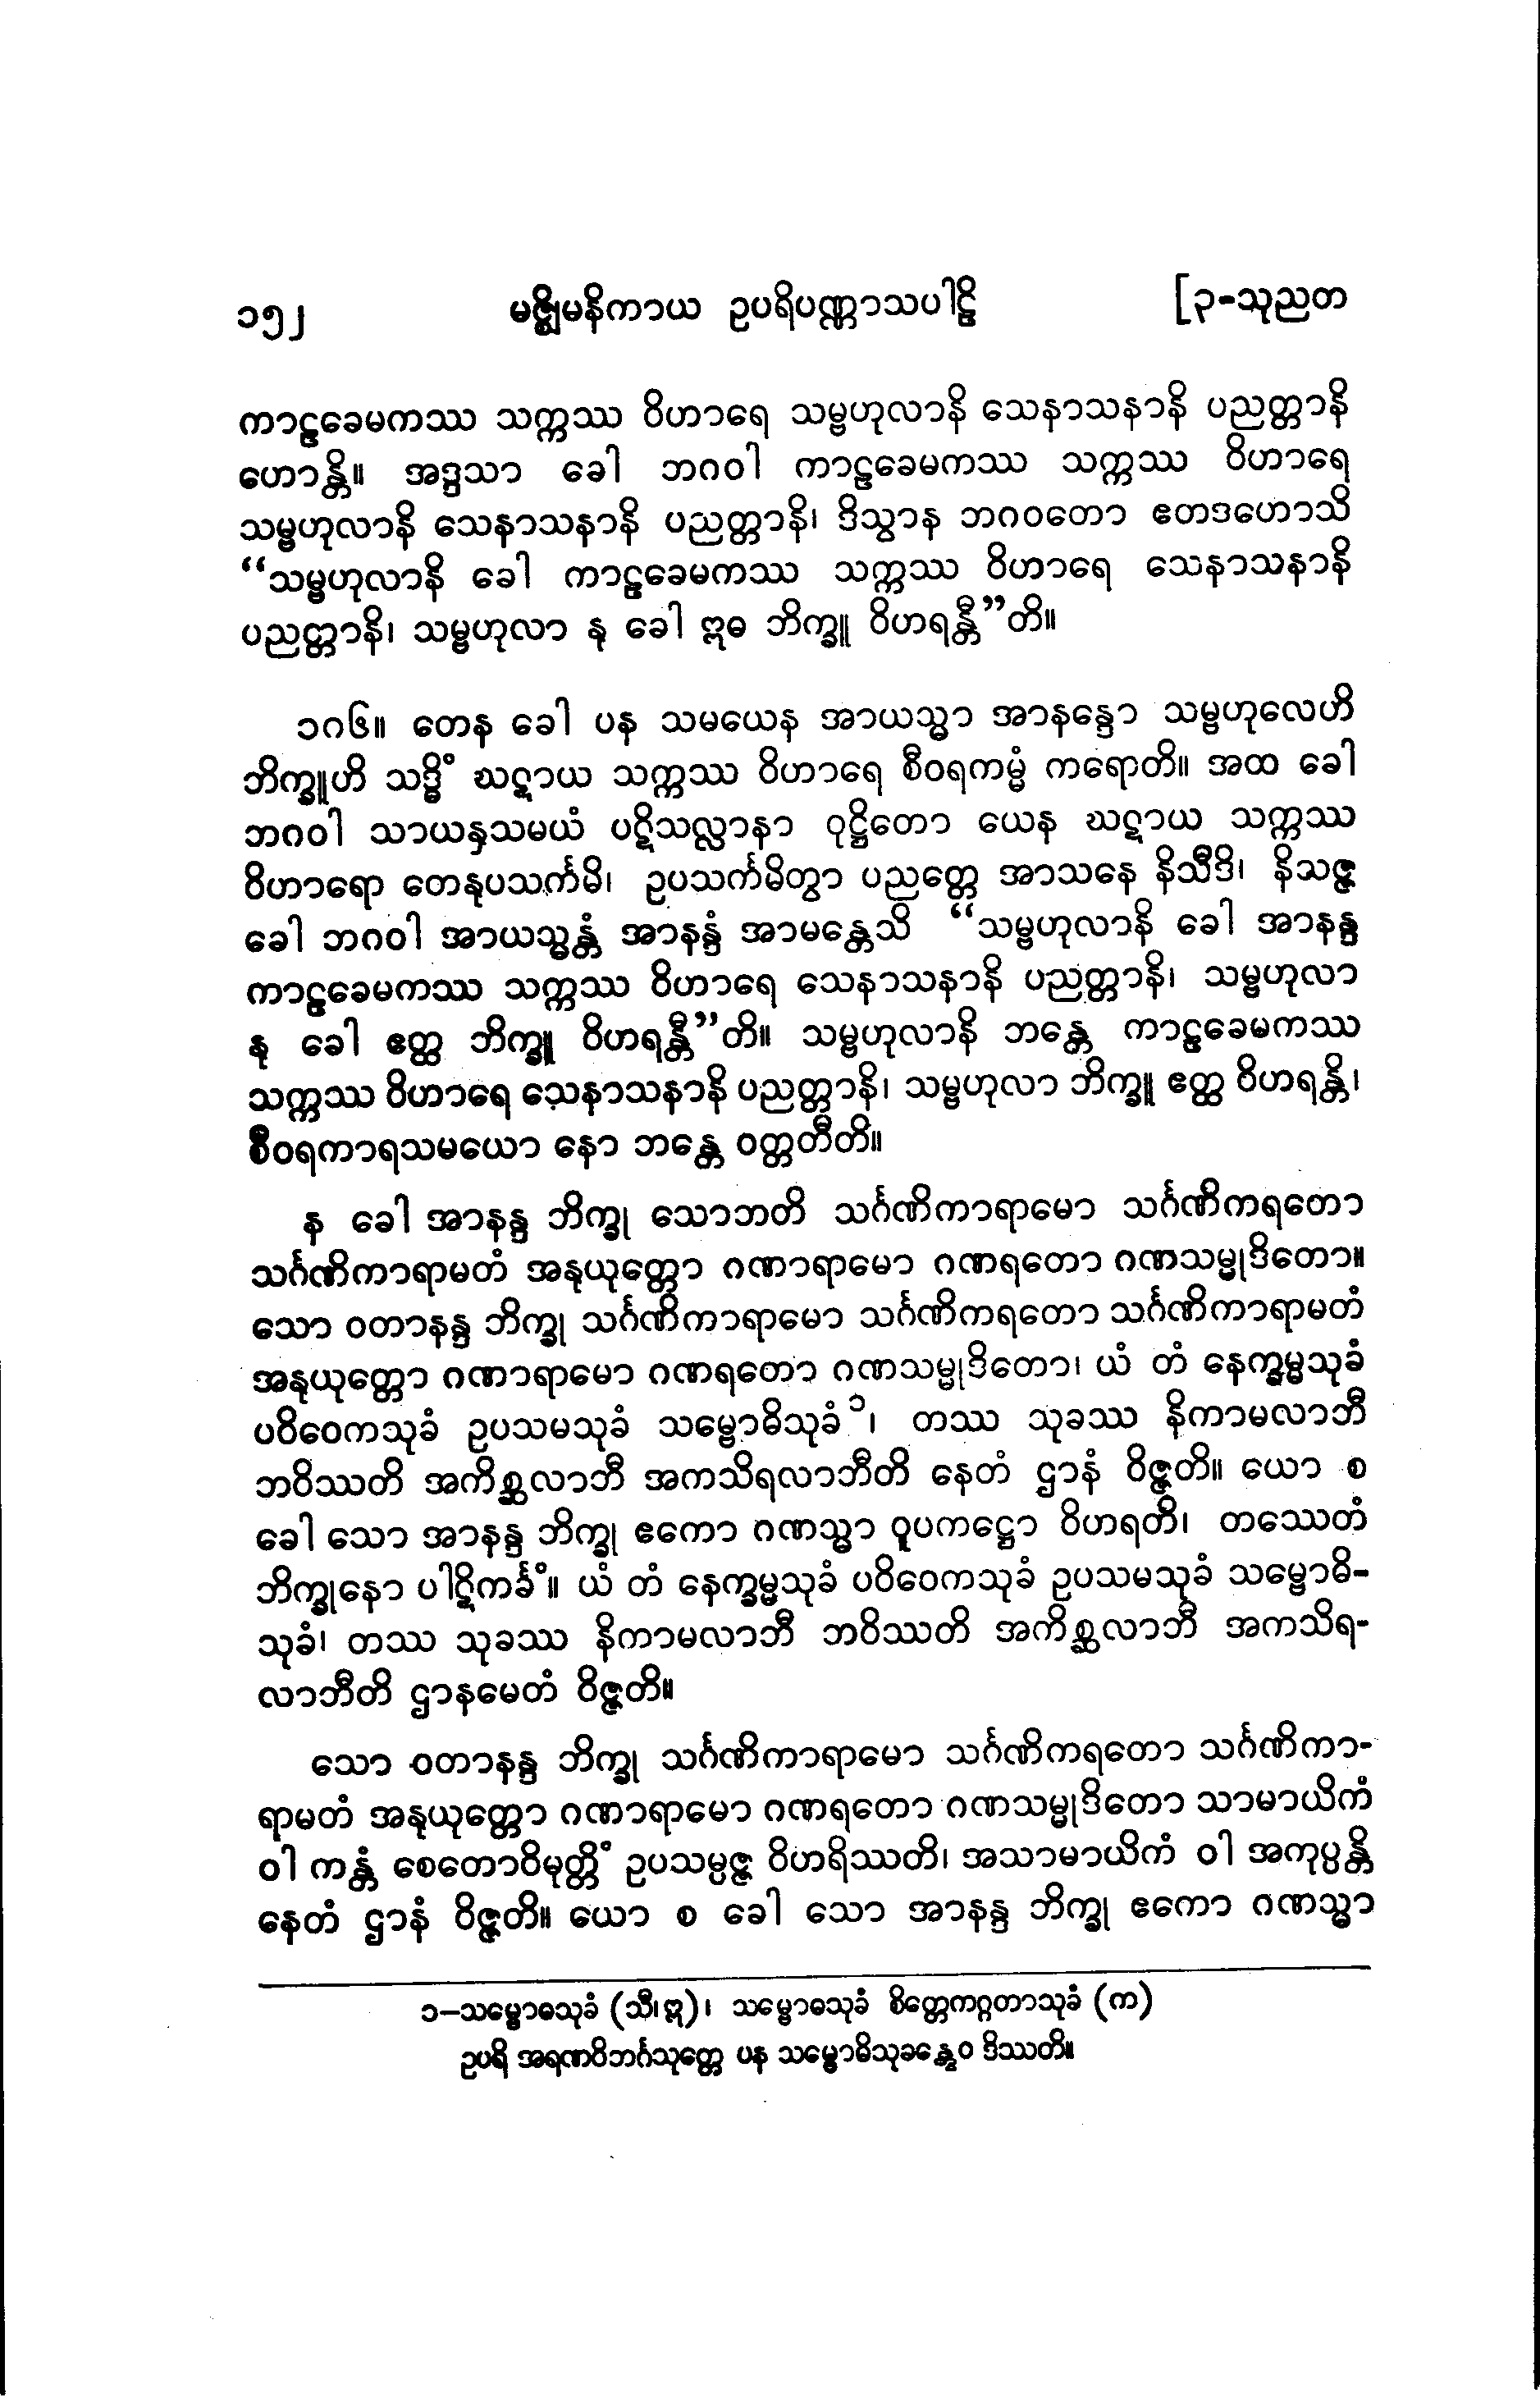 ၁၅၂ မဇ္ဈိမနိကာယ ဥပရိပဏ္ဏာသပါဠိ [၃-သုညတ
ကာဠခေမကဿ သက္ကဿ ဝိဟာရေ သမ္ဗဟုလာနိ သေနာသနာနိ ပညတ္တာနိ
ဟောန္တိ။ အဒ္ဒသာ ခေါ ဘဂဝါ ကာဠခေမကဿ သက္ကဿ ဝိဟာရေ
သမ္ဗဟုလာနိ သေနာသနာနိ ပညတ္တာနိ၊ ဒိသွာန ဘဂဝတော ဧတဒဟောသိ
“သမ္ဗဟုလာနိ ခေါ ကာဠခေမကဿ သက္ကဿ ဝိဟာရေ သေနာသနာနိ
ပညတ္တာနိ၊ သမ္ဗဟုလာ နု ခေါ ဣဓ ဘိက္ခူ ဝိဟရန္တီ”တိ။
၁၈၆။ တေန ခေါ ပန သမယေန အာယသ္မာ အာနန္ဒော သမ္ဗဟုလေဟိ
ဘိက္ခူဟိ သဒ္ဓိံ ဃဋာယ သက္ကဿ ဝိဟာရေ စီဝရကမ္မံ ကရောတိ။ အထ ခေါ
ဘဂဝါ သာယနှသမယံ ပဋိသလ္လာနာ ဝုဋ္ဌိတော ယေန ဃဋာယ သက္ကဿ
ဝိဟာရော တေနုပသင်္ကမိ၊ ဥပသင်္ကမိတွာ ပညတ္တေ အာသနေ နိသီဒိ၊ နိသဇ္ဇ
ခေါ ဘဂဝါ အာယသ္မန္တံ အာနန္ဒံ အာမန္တေသိ “သမ္ဗဟုလာနိ ခေါ အာနန္ဒ
ကာဠခေမကဿ သက္ကဿ ဝိဟာရေ သေနာသနာနိ ပညတ္တာနိ၊ သမ္ဗဟုလာ
နု ခေါ ဧတ္ထ ဘိက္ခူ ဝိဟရန္တီ”တိ။ သမ္ဗဟုလာနိ ဘန္တေ ကာဠခေမကဿ
သက္ကဿ ဝိဟာရေ သေနာသနာနိ ပညတ္တာနိ၊ သမ္ဗဟုလာ ဘိက္ခူ ဧတ္ထ ဝိဟရန္တိ၊
စီဝရကာရသမယော နော ဘန္တေ ဝတ္တတီတိ။
န ခေါ အာနန္ဒ ဘိက္ခု သောဘတိ သင်္ဂဏိကာရာမော သင်္ဂဏိကရတော
သင်္ဂဏိကာရာမတံ အနုယုတ္တော ဂဏာရာမော ဂဏရတော ဂဏသမ္မုဒိတော။
သော ဝတာနန္ဒ ဘိက္ခု သင်္ဂဏိကာရာမော သင်္ဂဏိကရတော သင်္ဂဏိကာရာမတံ
အနုယုတ္တော ဂဏာရာမော ဂဏရတော ဂဏသမ္မုဒိတော၊ ယံ တံ နေက္ခမ္မသုခံ
ပဝိဝေကသုခံ ဥပသမသုခံ သမ္ဗောဓိသုခံ၁၊ တဿ သုခဿ နိကာမလာဘီ
ဘဝိဿတိ အကိစ္ဆလာဘီ အကသိရလာဘီတိ နေတံ ဌာနံ ဝိဇ္ဇတိ။ ယော စ
ခေါ သော အာနန္ဒ ဘိက္ခု ဧကော ဂဏသ္မာ ဝူပကဋ္ဌော ဝိဟရတိ၊ တဿေတံ
ဘိက္ခုနော ပါဋိကင်္ခံ။ ယံ တံ နေက္ခမ္မသုခံ ပဝိဝေကသုခံ ဥပသမသုခံ သမ္ဗောဓိ-
သုခံ၊ တဿ သုခဿ နိကာမလာဘီ ဘဝိဿတိ အကိစ္ဆလာဘီ အကသိရ-
လာဘီတိ ဌာနမေတံ ဝိဇ္ဇတိ။
သော ဝတာနန္ဒ ဘိက္ခု သင်္ဂဏိကာရာမော သင်္ဂဏိကရတော သင်္ဂဏိကာ-
ရာမတံ အနုယုတ္တော ဂဏာရာမော ဂဏရတော ဂဏသမ္မုဒိတော သာမာယိကံ
ဝါ ကန္တံ စေတောဝိမုတ္တိံ ဥပသမ္ပဇ္ဇ ဝိဟရိဿတိ၊ အသာမာယိကံ ဝါ အကုပ္ပန္တိ
နေတံ ဌာနံ ဝိဇ္ဇတိ။ ယော စ ခေါ သော အာနန္ဒ ဘိက္ခု ဧကော ဂဏသ္မာ
၁–သမ္ဗောဓသုခံ (သီ၊ဣ)၊ သမ္ဗောဓသုခံ စိတ္တေကဂ္ဂတာသုခံ (က)
ဥပရိ အရဏဝိဘင်္ဂသုတ္တေ ပန သမ္ဗောဓိသုခန္တွေဝ ဒိဿတိ။